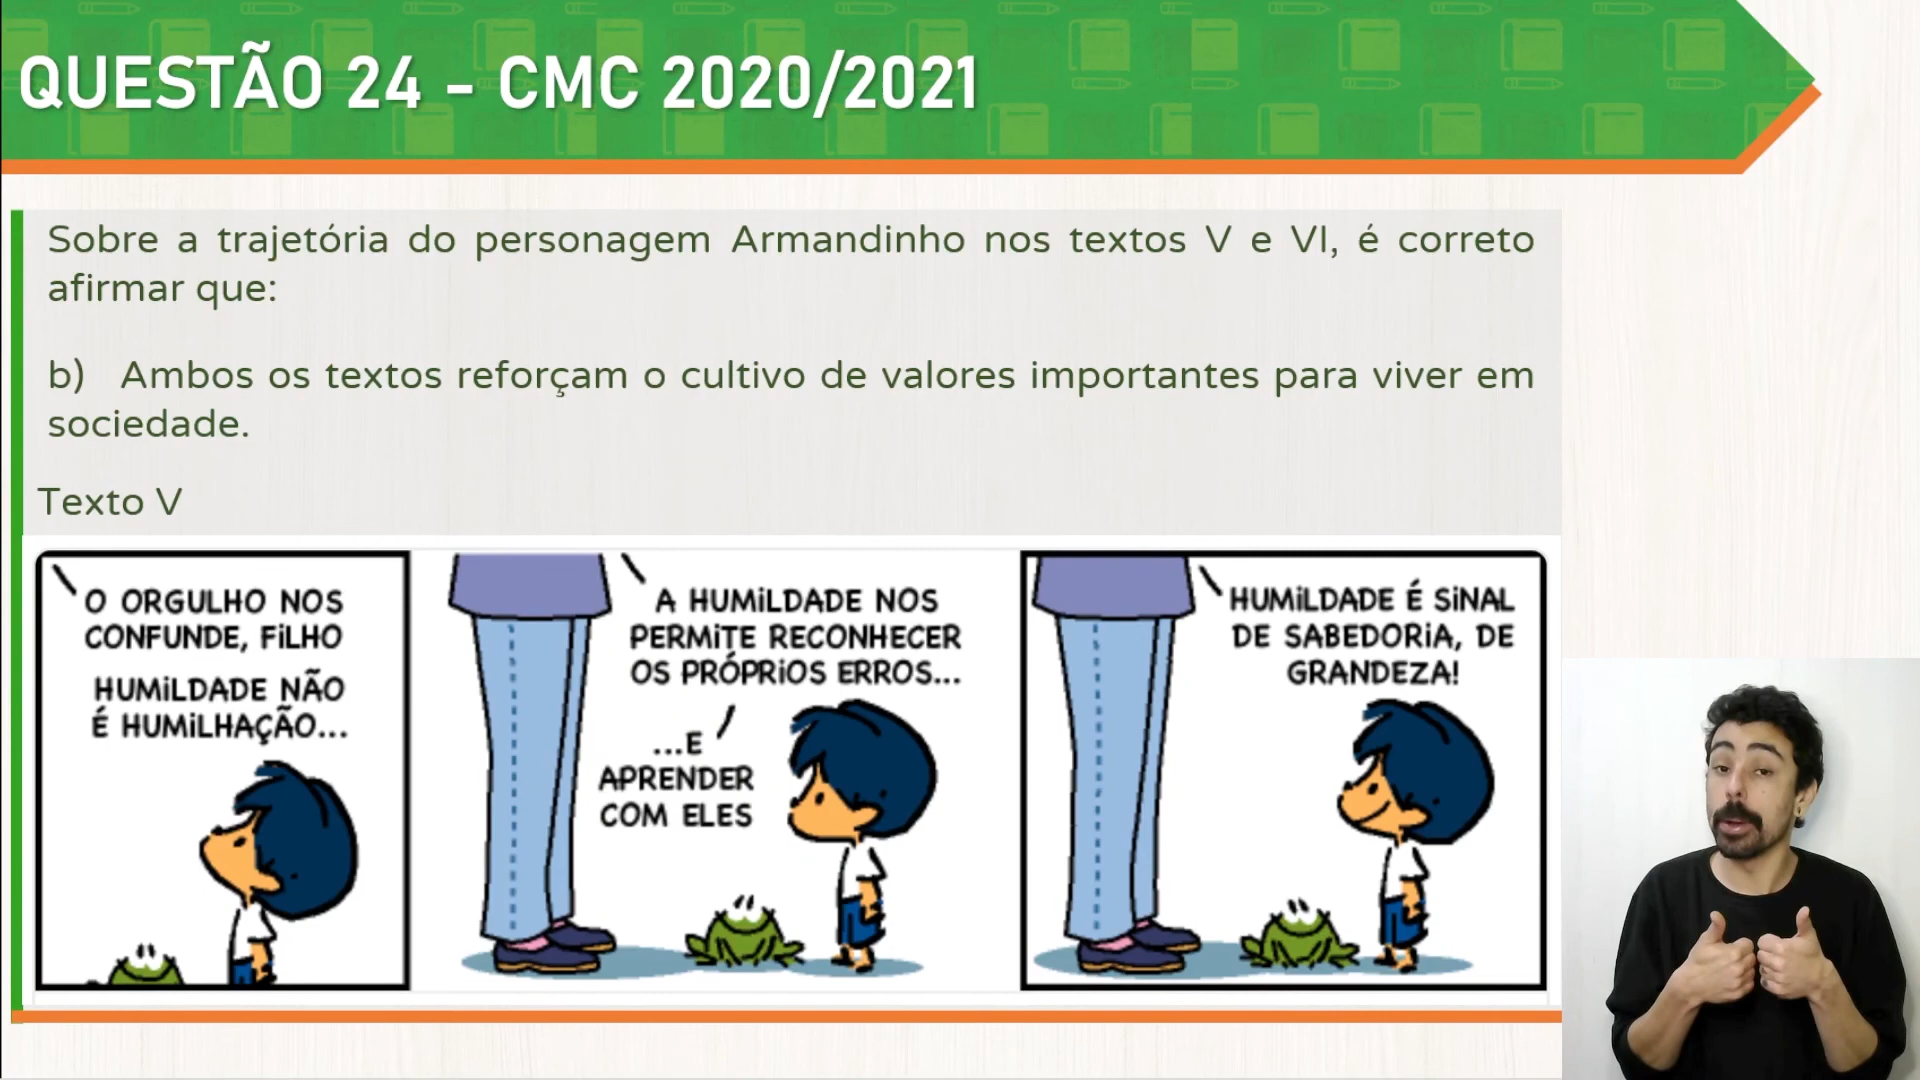 QUESTÃO 24 - CMC 2020/2021
Sobre a trajetória do personagem Armandinho nos textos V e VI, é correto
afirmar que:
b) Ambos os textos reforçam o cultivo de valores importantes para viver em
sociedade.
Texto V
O ORGULHO NOS
CONFUNDE, FiLHO
HUMiLDADE NÃO
É HUMiLHAÇÃO...
A HUMiLDADE NOS
PERMiTE RECONHECER
OS PRÓPRiOS ERROS...
...E
APRENDER
COM ELES
HUMiLDADE É SiNAL
DE SABEDORiA, DE
GRANDEZA!